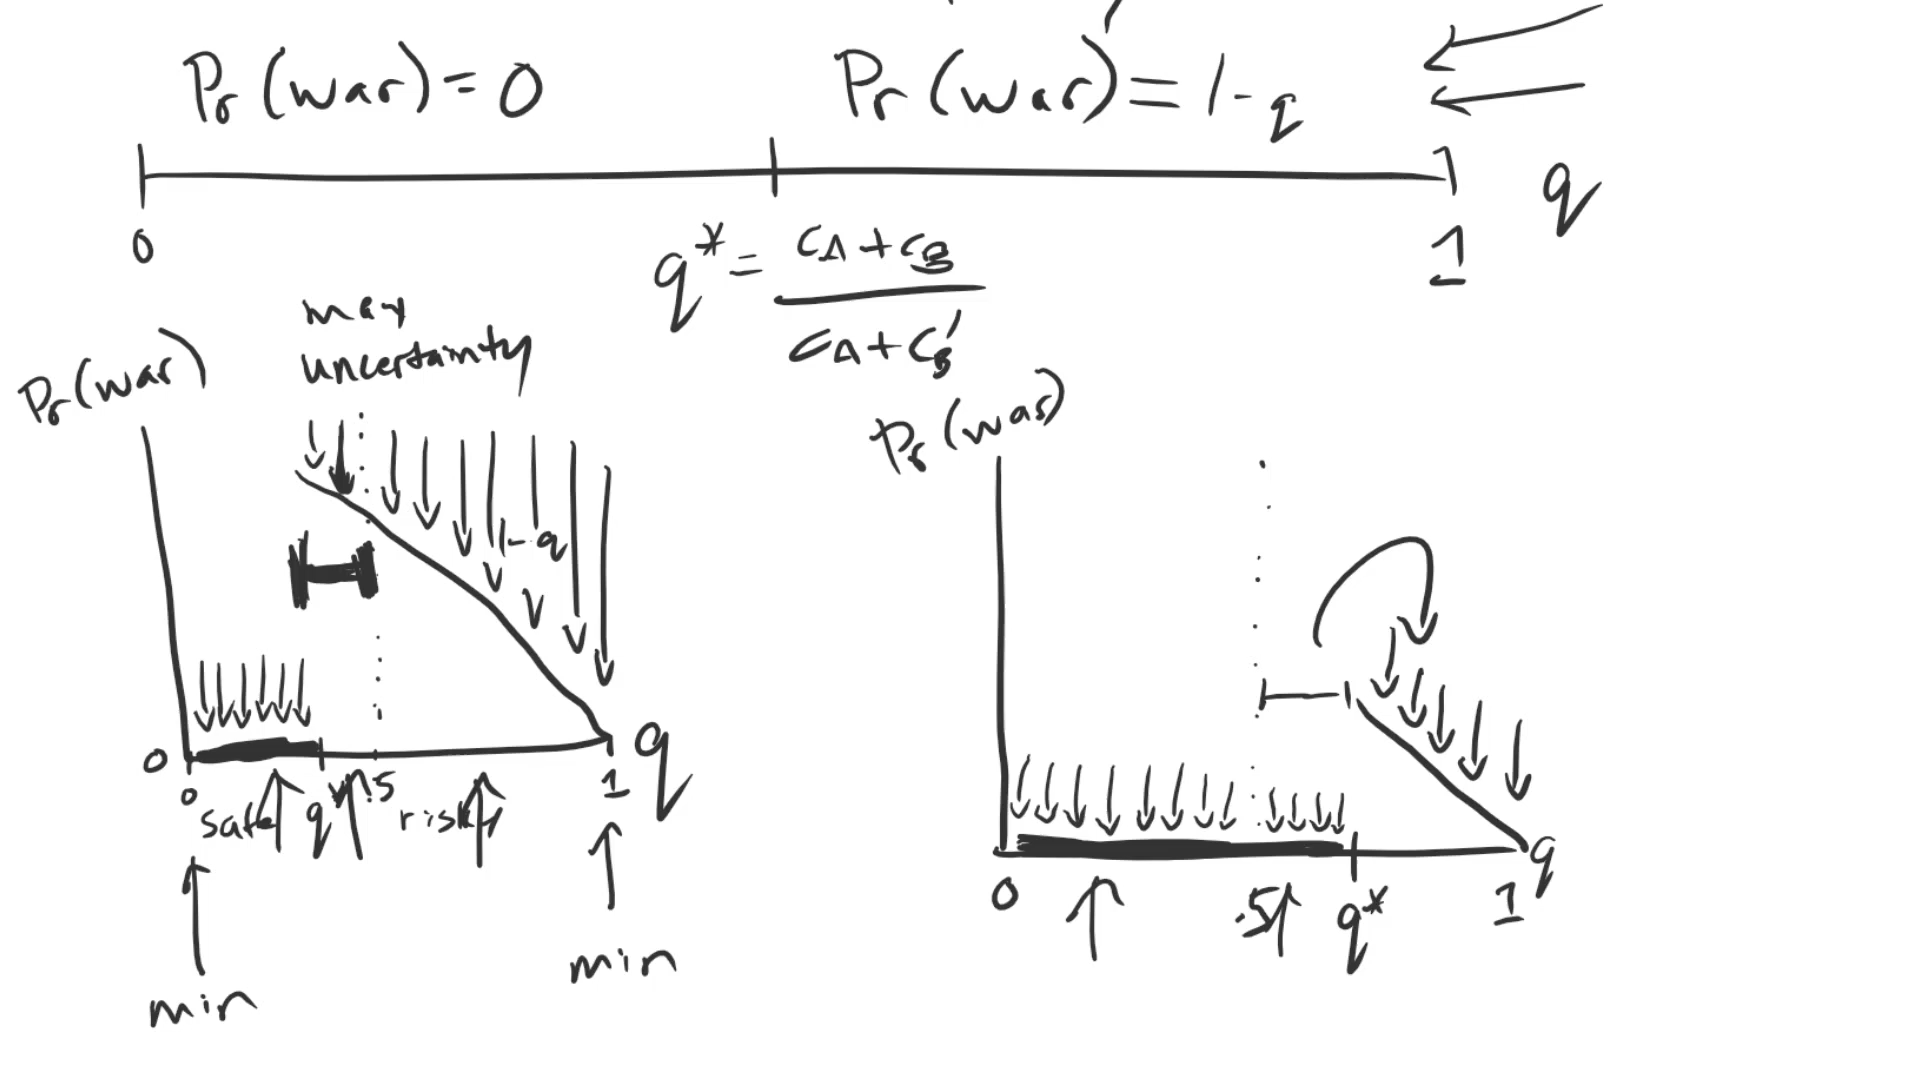 Pr(war) = 0
Pr(war) = 1-q
0
1
q
q* = CA + CB
CA + CB'
max
uncertainty
Pr(war)
1-q
0
0
safe
q*
.5
risky
1
q
min
min
Pr(war)
0
.5
q*
1
q